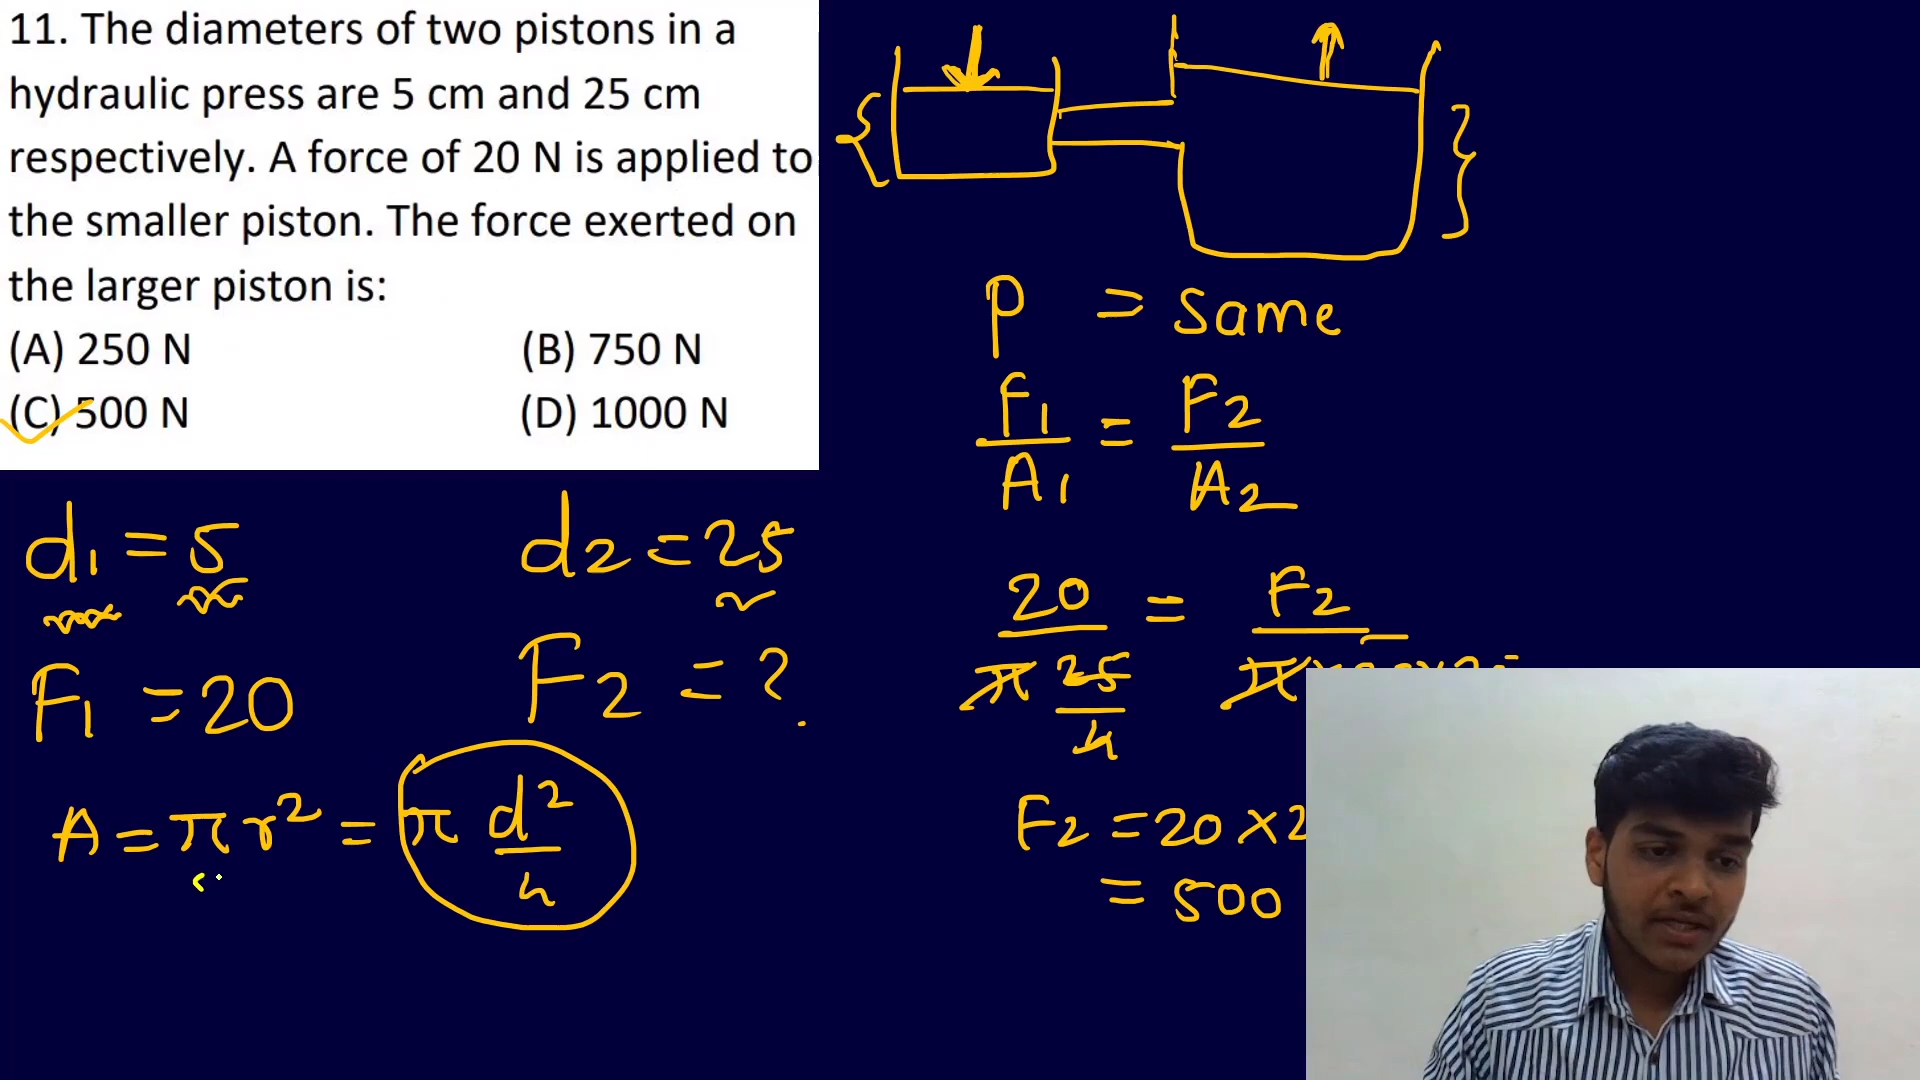 11. The diameters of two pistons in a
hydraulic press are 5 cm and 25 cm
respectively. A force of 20 N is applied to
the smaller piston. The force exerted on
the larger piston is:
(A) 250 N (B) 750 N
(C) 500 N (D) 1000 N
d1 = 5 d2 = 25
F1 = 20 F2 = ?
A = πr² = π d²/4
P = same
F1/A1 = F2/A2
20 / π 25/4 = F2 / π
F2 = 20 × 2
= 500